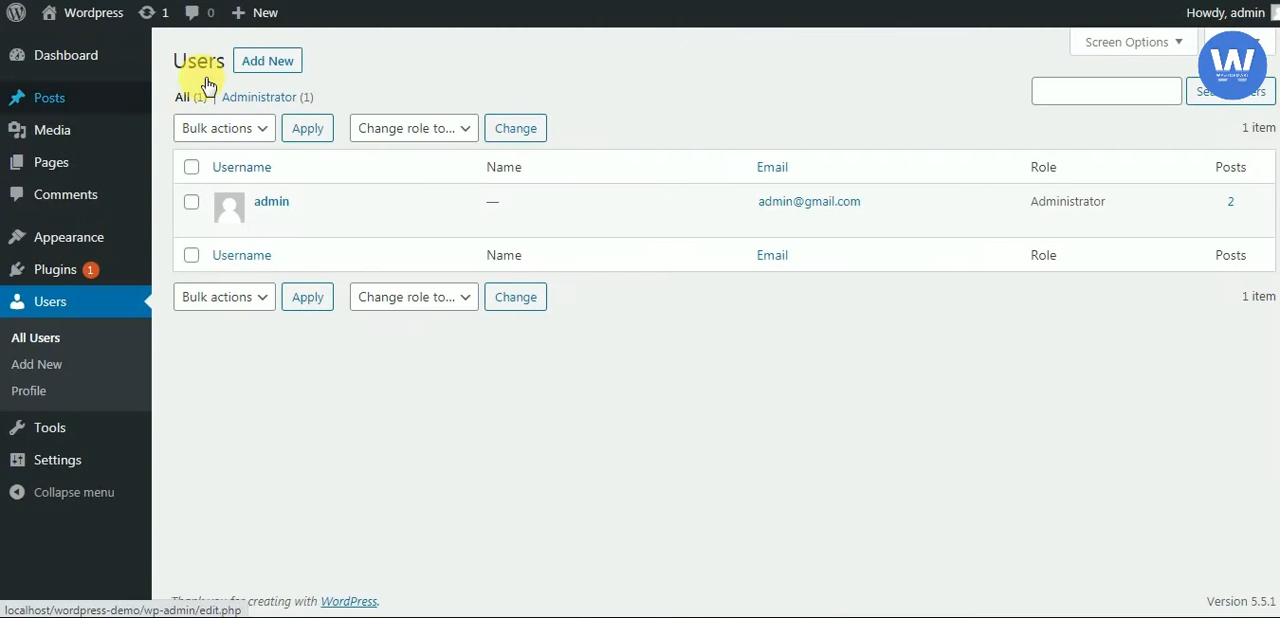 Wordpress 1 0 New Howdy, admin
Dashboard
Posts
Media
Pages
Comments
Appearance
Plugins 1
Users
All Users
Add New
Profile
Tools
Settings
Collapse menu
Users Add New
Screen Options
W
All (1) | Administrator (1)
Bulk actions Apply Change role to... Change
1 item
Username Name Email Role Posts
admin — admin@gmail.com Administrator 2
Username Name Email Role Posts
Bulk actions Apply Change role to... Change
1 item
Thank you for creating with WordPress.
Version 5.5.1
localhost/wordpress-demo/wp-admin/edit.php